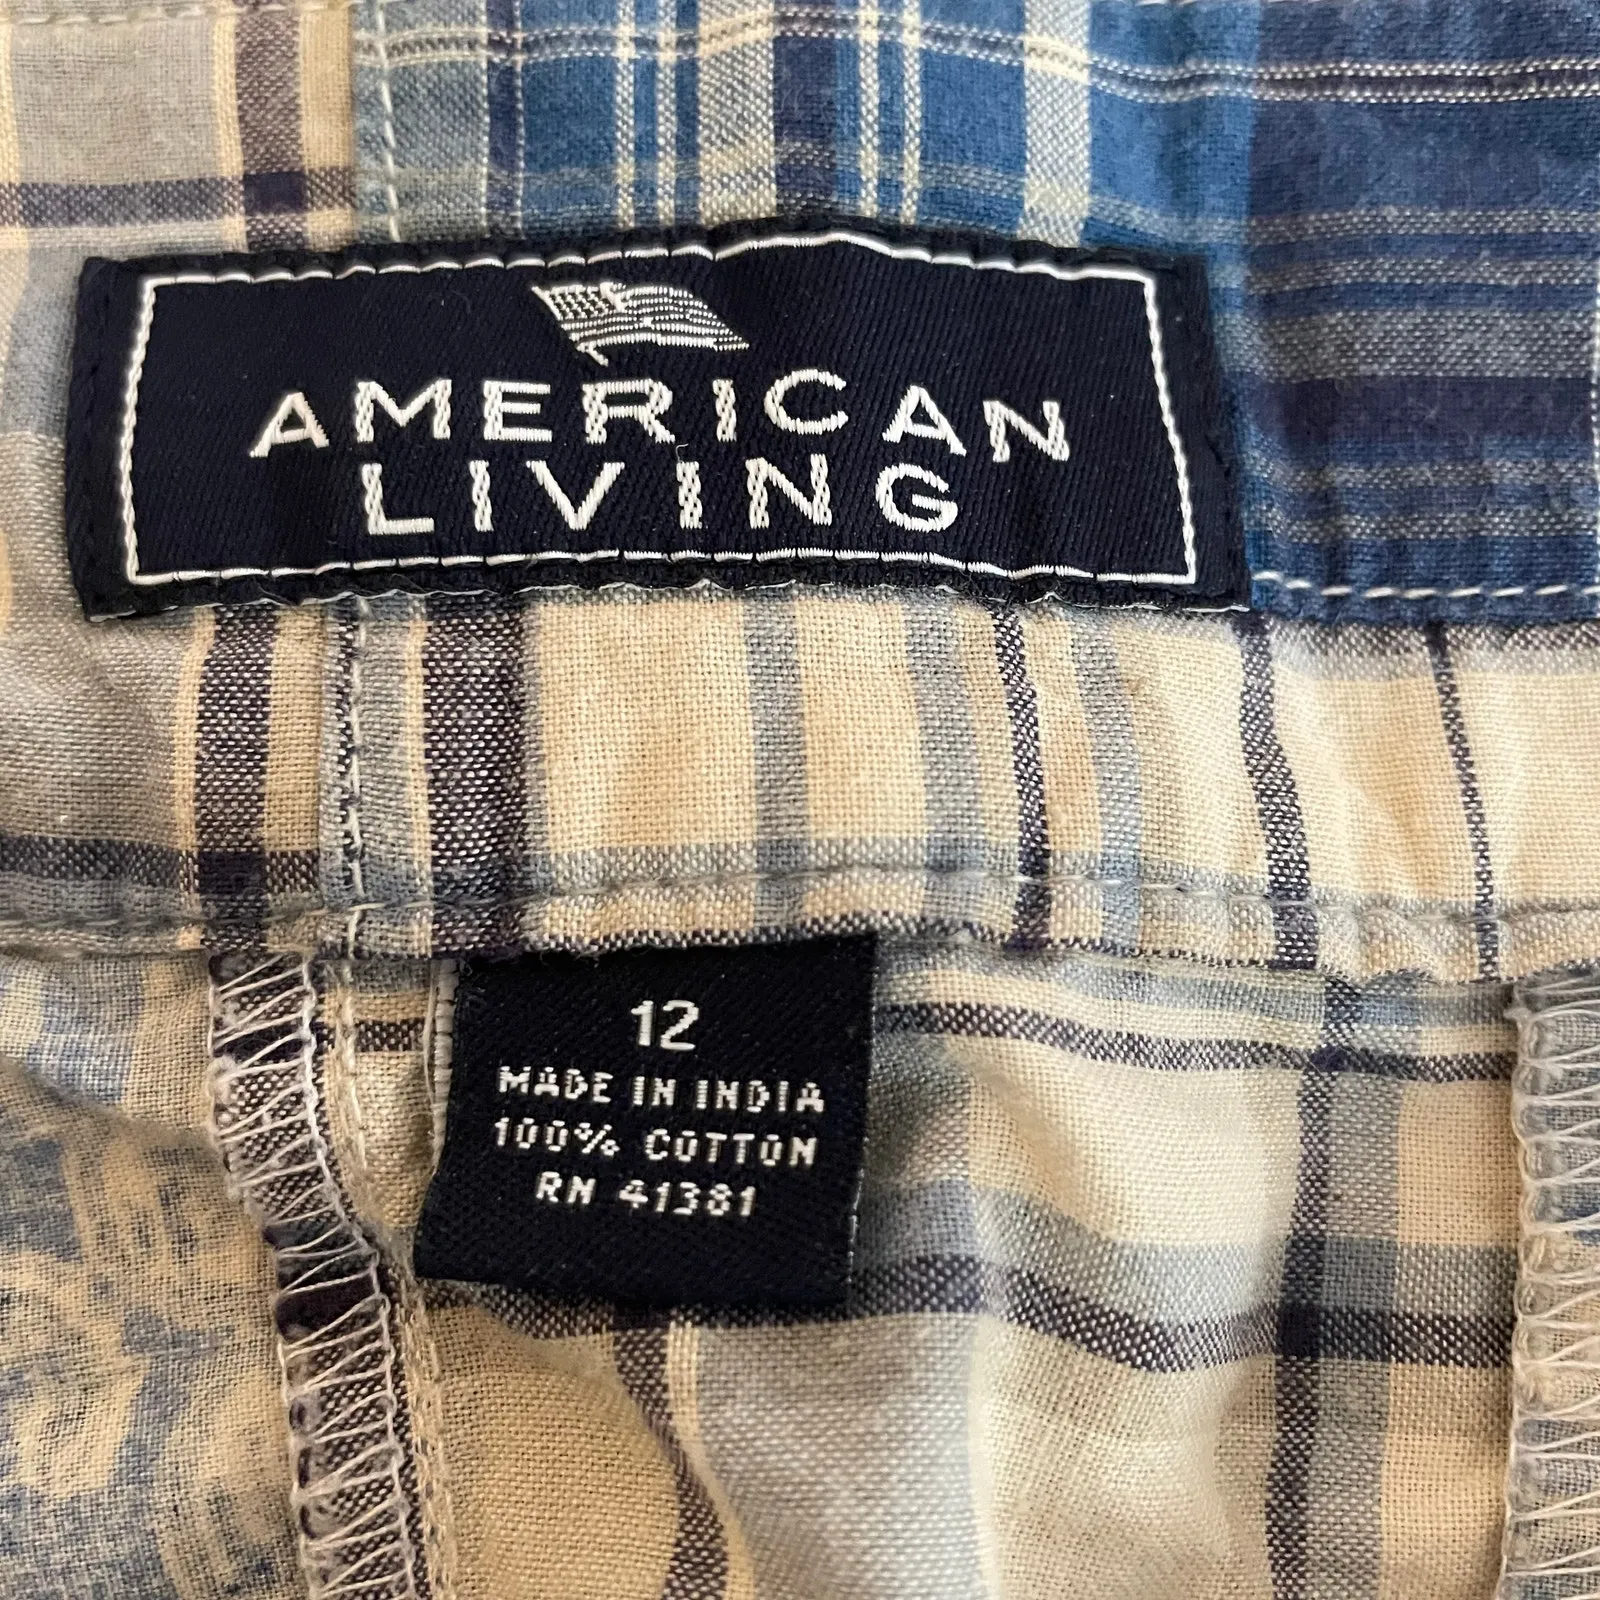 AMERICAN
LIVING
12
MADE IN INDIA
100% COTTON
RN 41381